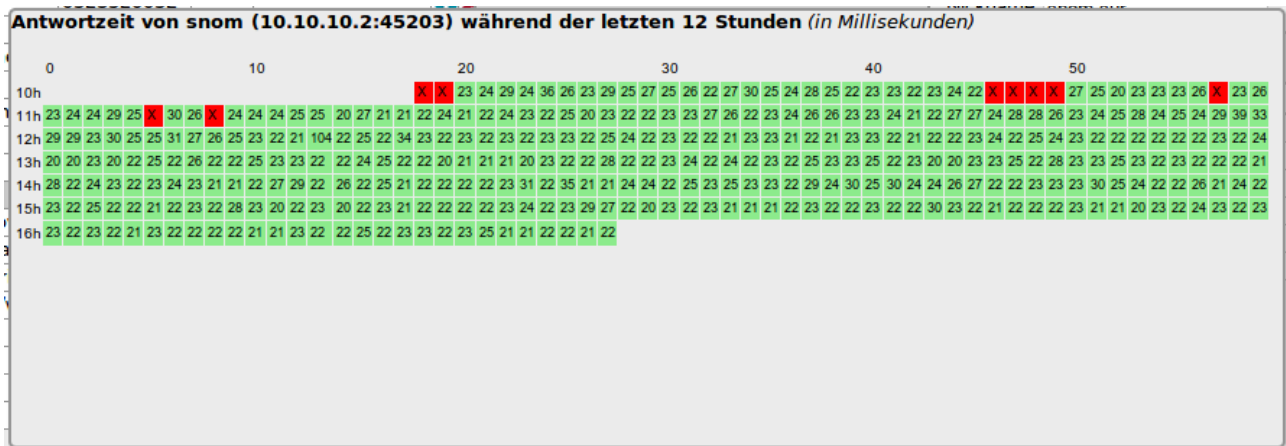 Antwortzeit von snom (10.10.10.2:45203) während der letzten 12 Stunden (in Millisekunden)
0 10 20 30 40 50
10h X X 23 24 29 24 36 26 23 29 25 27 25 26 22 27 30 25 24 28 25 22 23 23 22 23 24 22 X X X X 27 25 20 23 23 23 26 X 23 26
11h 23 24 24 29 25 X 30 26 X 24 24 24 25 25 20 27 21 21 22 24 21 22 24 23 22 25 20 23 22 22 23 23 27 26 22 23 24 26 26 23 23 24 21 22 27 27 24 28 28 26 23 24 25 28 24 25 24 29 39 33
12h 29 29 23 30 25 25 31 27 26 25 23 22 21 104 22 25 22 34 23 22 23 22 23 22 23 23 22 25 24 22 23 22 22 21 23 23 21 22 21 23 22 21 22 22 23 24 22 25 24 23 22 22 22 22 22 22 22 23 22 24
13h 20 20 23 20 22 25 22 26 22 22 25 23 23 22 22 24 25 22 22 20 21 21 21 20 23 22 22 28 22 22 23 24 22 24 22 23 22 25 23 23 25 22 23 20 20 23 23 25 22 28 23 23 25 23 22 23 22 22 22 21
14h 28 22 24 23 22 23 24 23 21 21 22 27 29 22 26 22 25 21 22 22 22 22 23 31 22 35 21 21 24 24 22 25 23 25 23 23 22 29 24 30 25 30 24 24 26 27 22 22 23 23 23 30 25 24 22 22 26 21 24 22
15h 23 22 25 22 22 21 22 23 22 28 23 20 22 23 20 22 23 21 22 22 22 22 23 24 22 23 29 27 22 20 23 22 23 21 21 21 22 23 22 22 23 22 22 30 23 22 21 22 22 22 23 21 21 20 23 22 24 23 22 23
16h 23 22 23 22 21 23 22 22 22 22 21 21 23 22 22 25 22 23 23 22 23 25 21 21 22 22 21 22